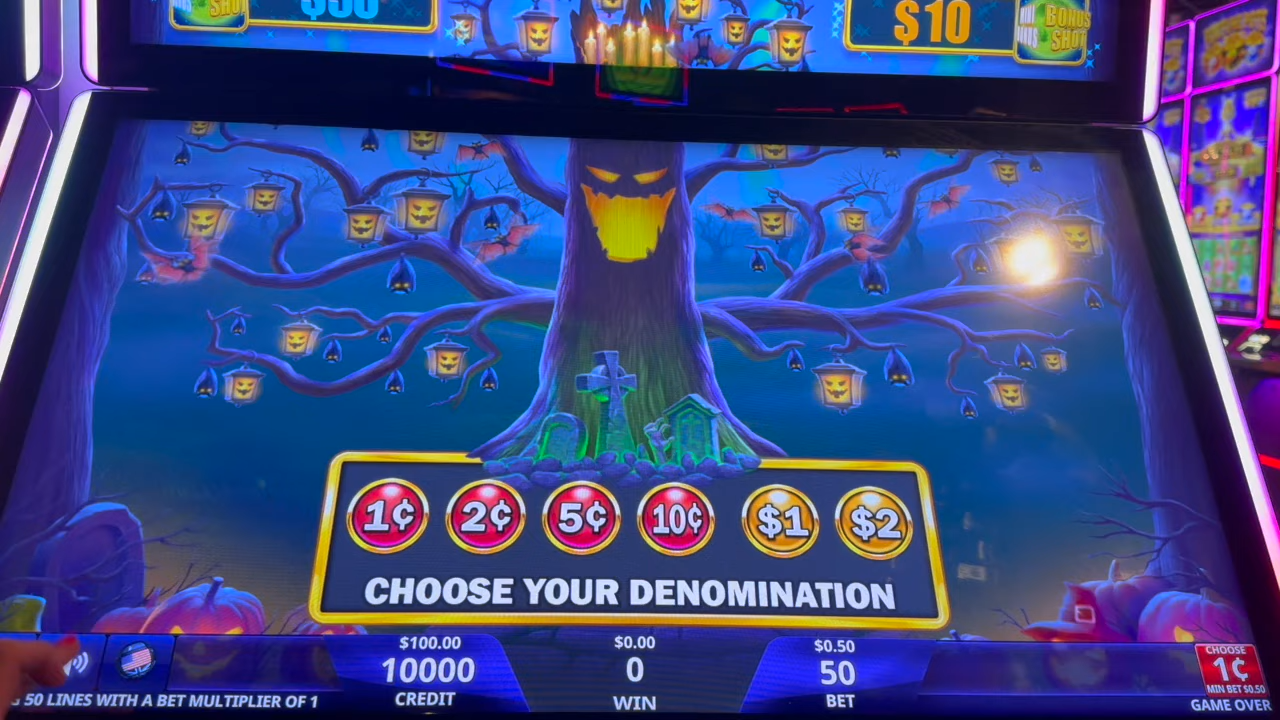 SHOT
$50
$10
BONUS
SHOT
1¢
2¢
5¢
10¢
$1
$2
CHOOSE YOUR DENOMINATION
$100.00
10000
CREDIT
$0.00
0
WIN
$0.50
50
BET
CHOOSE
1¢
MIN BET $0.50
GAME OVER
50 LINES WITH A BET MULTIPLIER OF 1